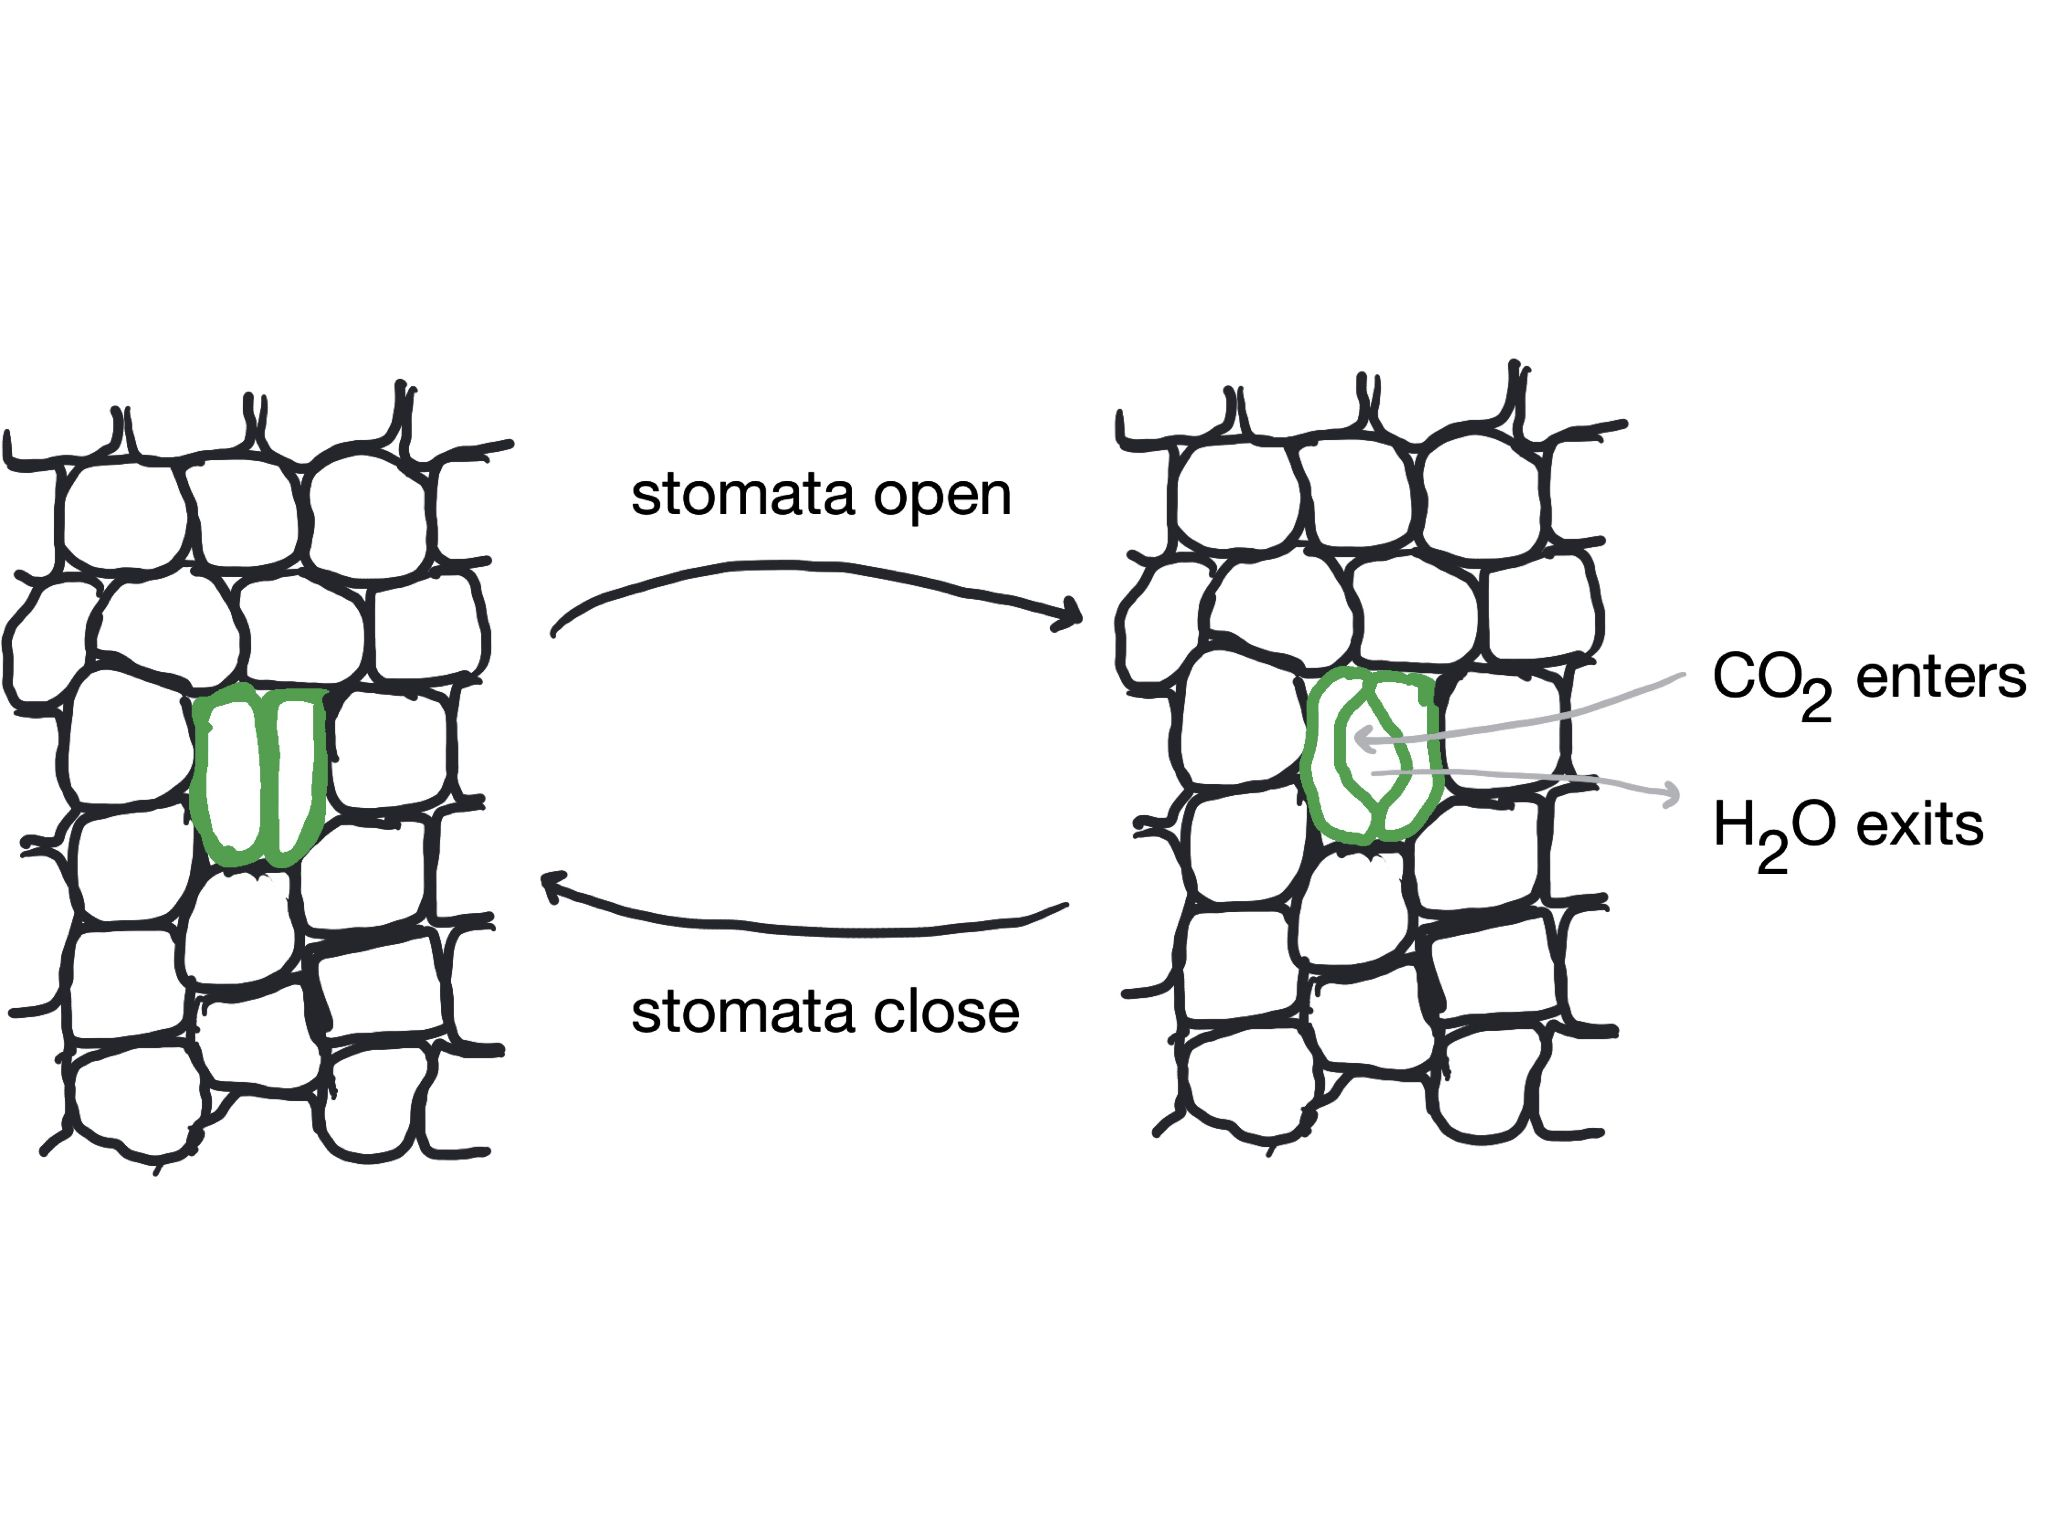 stomata open
CO₂ enters
H₂O exits
stomata close